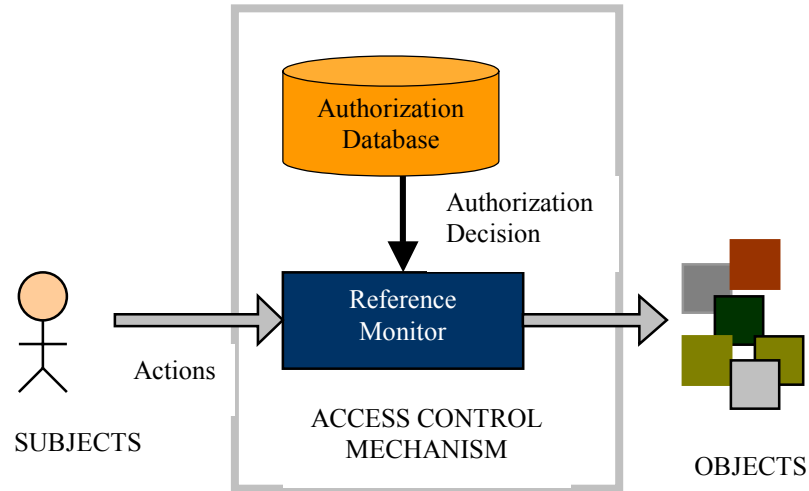 Authorization
Database
Authorization
Decision
Reference
Monitor
Actions
SUBJECTS
ACCESS CONTROL
MECHANISM
OBJECTS